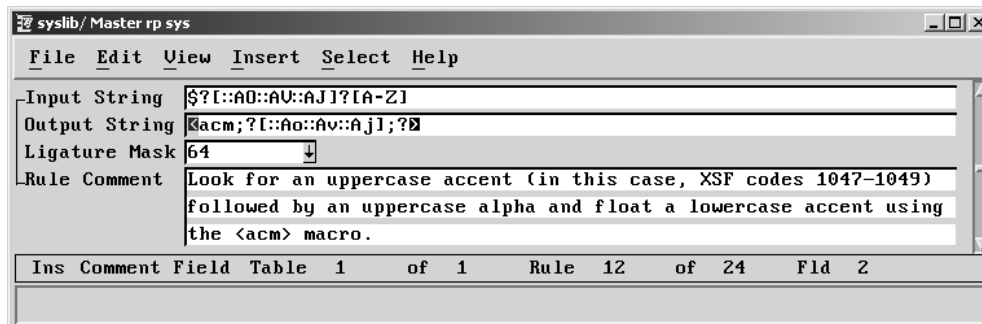 syslib/ Master rp sys
File Edit View Insert Select Help
Input String $?[::AO::AV::AJ]?[A-Z]
Output String <acm;?[::Ao::Av::Aj];?>
Ligature Mask 64
Rule Comment Look for an uppercase accent (in this case, XSF codes 1047-1049)
followed by an uppercase alpha and float a lowercase accent using
the <acm> macro.
Ins Comment Field Table 1 of 1 Rule 12 of 24 Fld 2